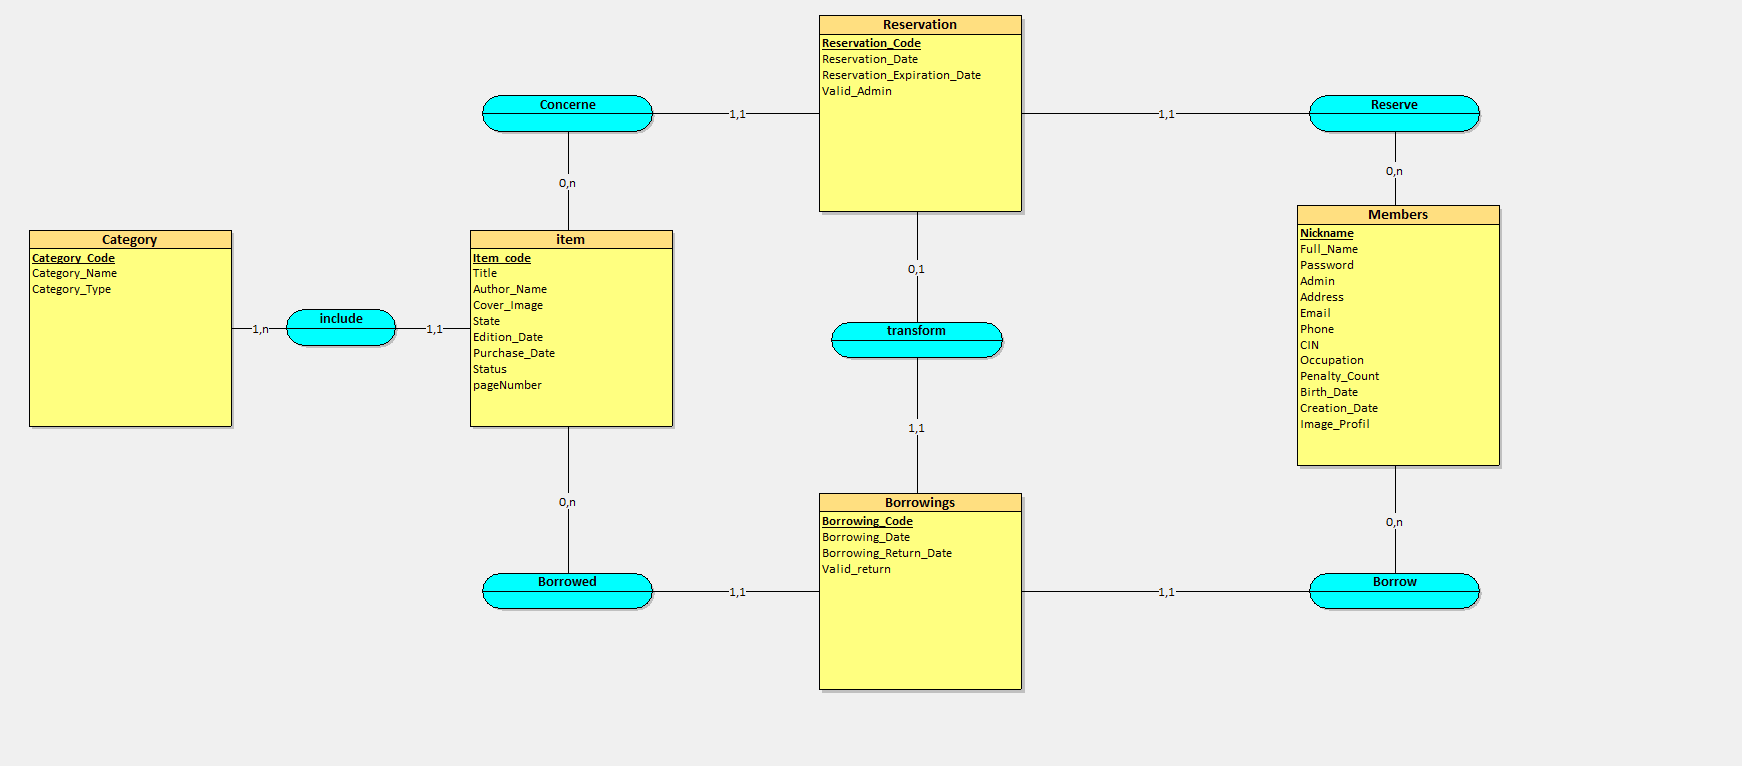 Reservation
Reservation_Code
Reservation_Date
Reservation_Expiration_Date
Valid_Admin
Concerne
1,1
1,1
Reserve
0,n
0,n
Category
Category_Code
Category_Name
Category_Type
1,n
include
1,1
item
Item_code
Title
Author_Name
Cover_Image
State
Edition_Date
Purchase_Date
Status
pageNumber
0,1
transform
1,1
Members
Nickname
Full_Name
Password
Admin
Address
Email
Phone
CIN
Occupation
Penalty_Count
Birth_Date
Creation_Date
Image_Profil
0,n
0,n
Borrowings
Borrowing_Code
Borrowing_Date
Borrowing_Return_Date
Valid_return
Borrowed
1,1
1,1
Borrow